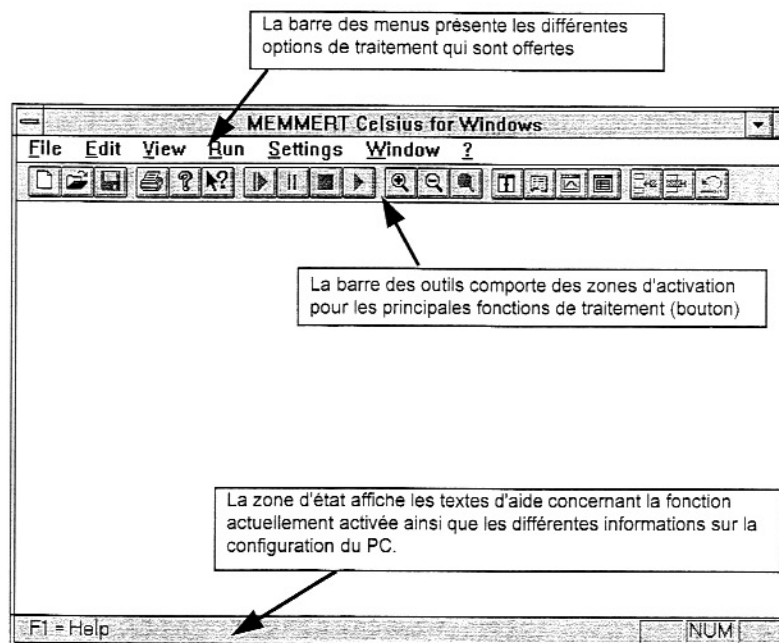 La barre des menus présente les différentes
options de traitement qui sont offertes
MEMMERT Celsius for Windows
File Edit View Run Settings Window ?
La barre des outils comporte des zones d'activation
pour les principales fonctions de traitement (bouton)
La zone d'état affiche les textes d'aide concernant la fonction
actuellement activée ainsi que les différentes informations sur la
configuration du PC.
F1 = Help
NUM